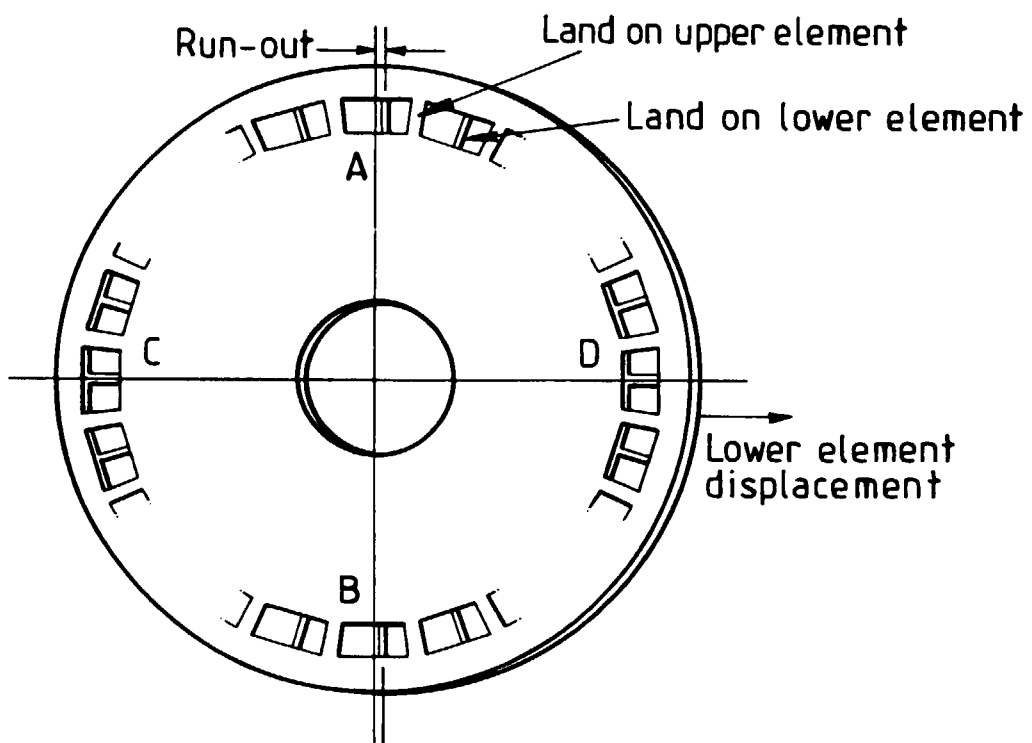 Run-out
Land on upper element
Land on lower element
A
C
D
Lower element
displacement
B